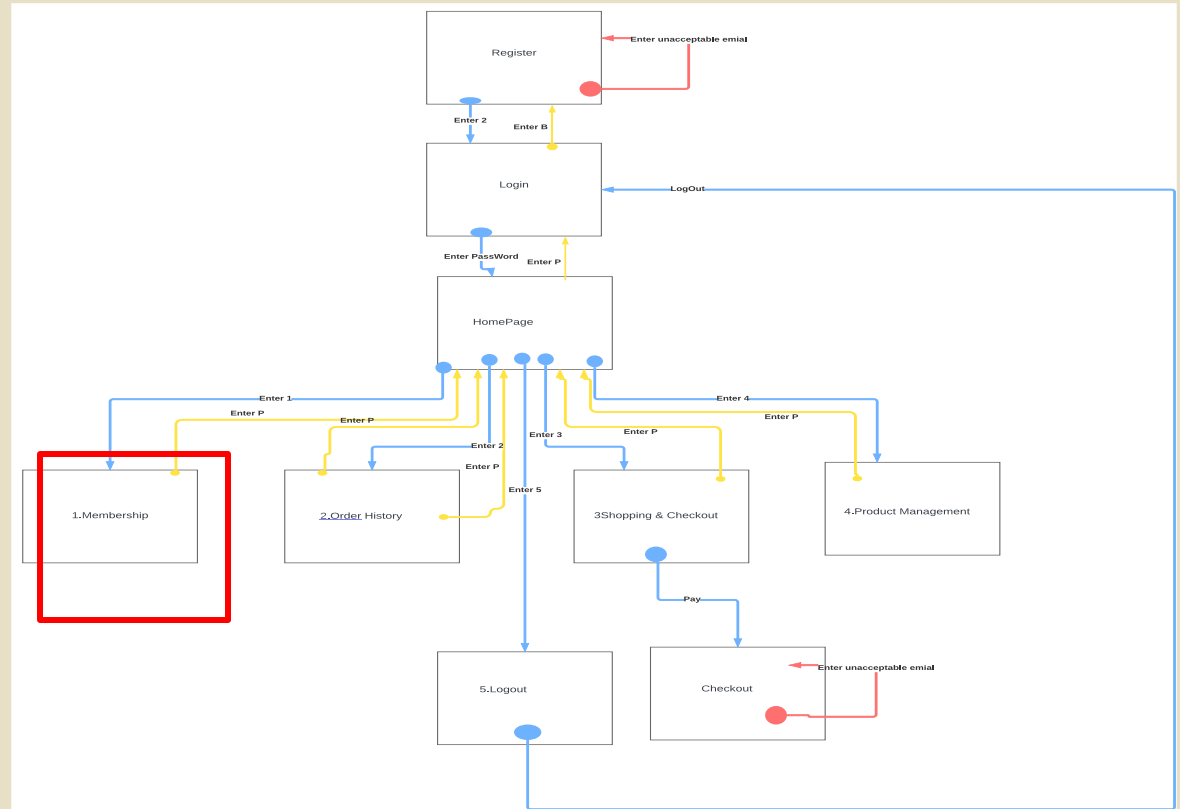 Register
Enter unacceptable emial
Enter 2
Enter B
Login
LogOut
Enter PassWord
Enter P
HomePage
Enter 1
Enter 4
Enter P
Enter P
Enter P
Enter P
Enter 3
Enter 2
Enter P
Enter 5
1.Membership
2.Order History
3Shopping & Checkout
4.Product Management
Pay
Enter unacceptable emial
5.Logout
Checkout